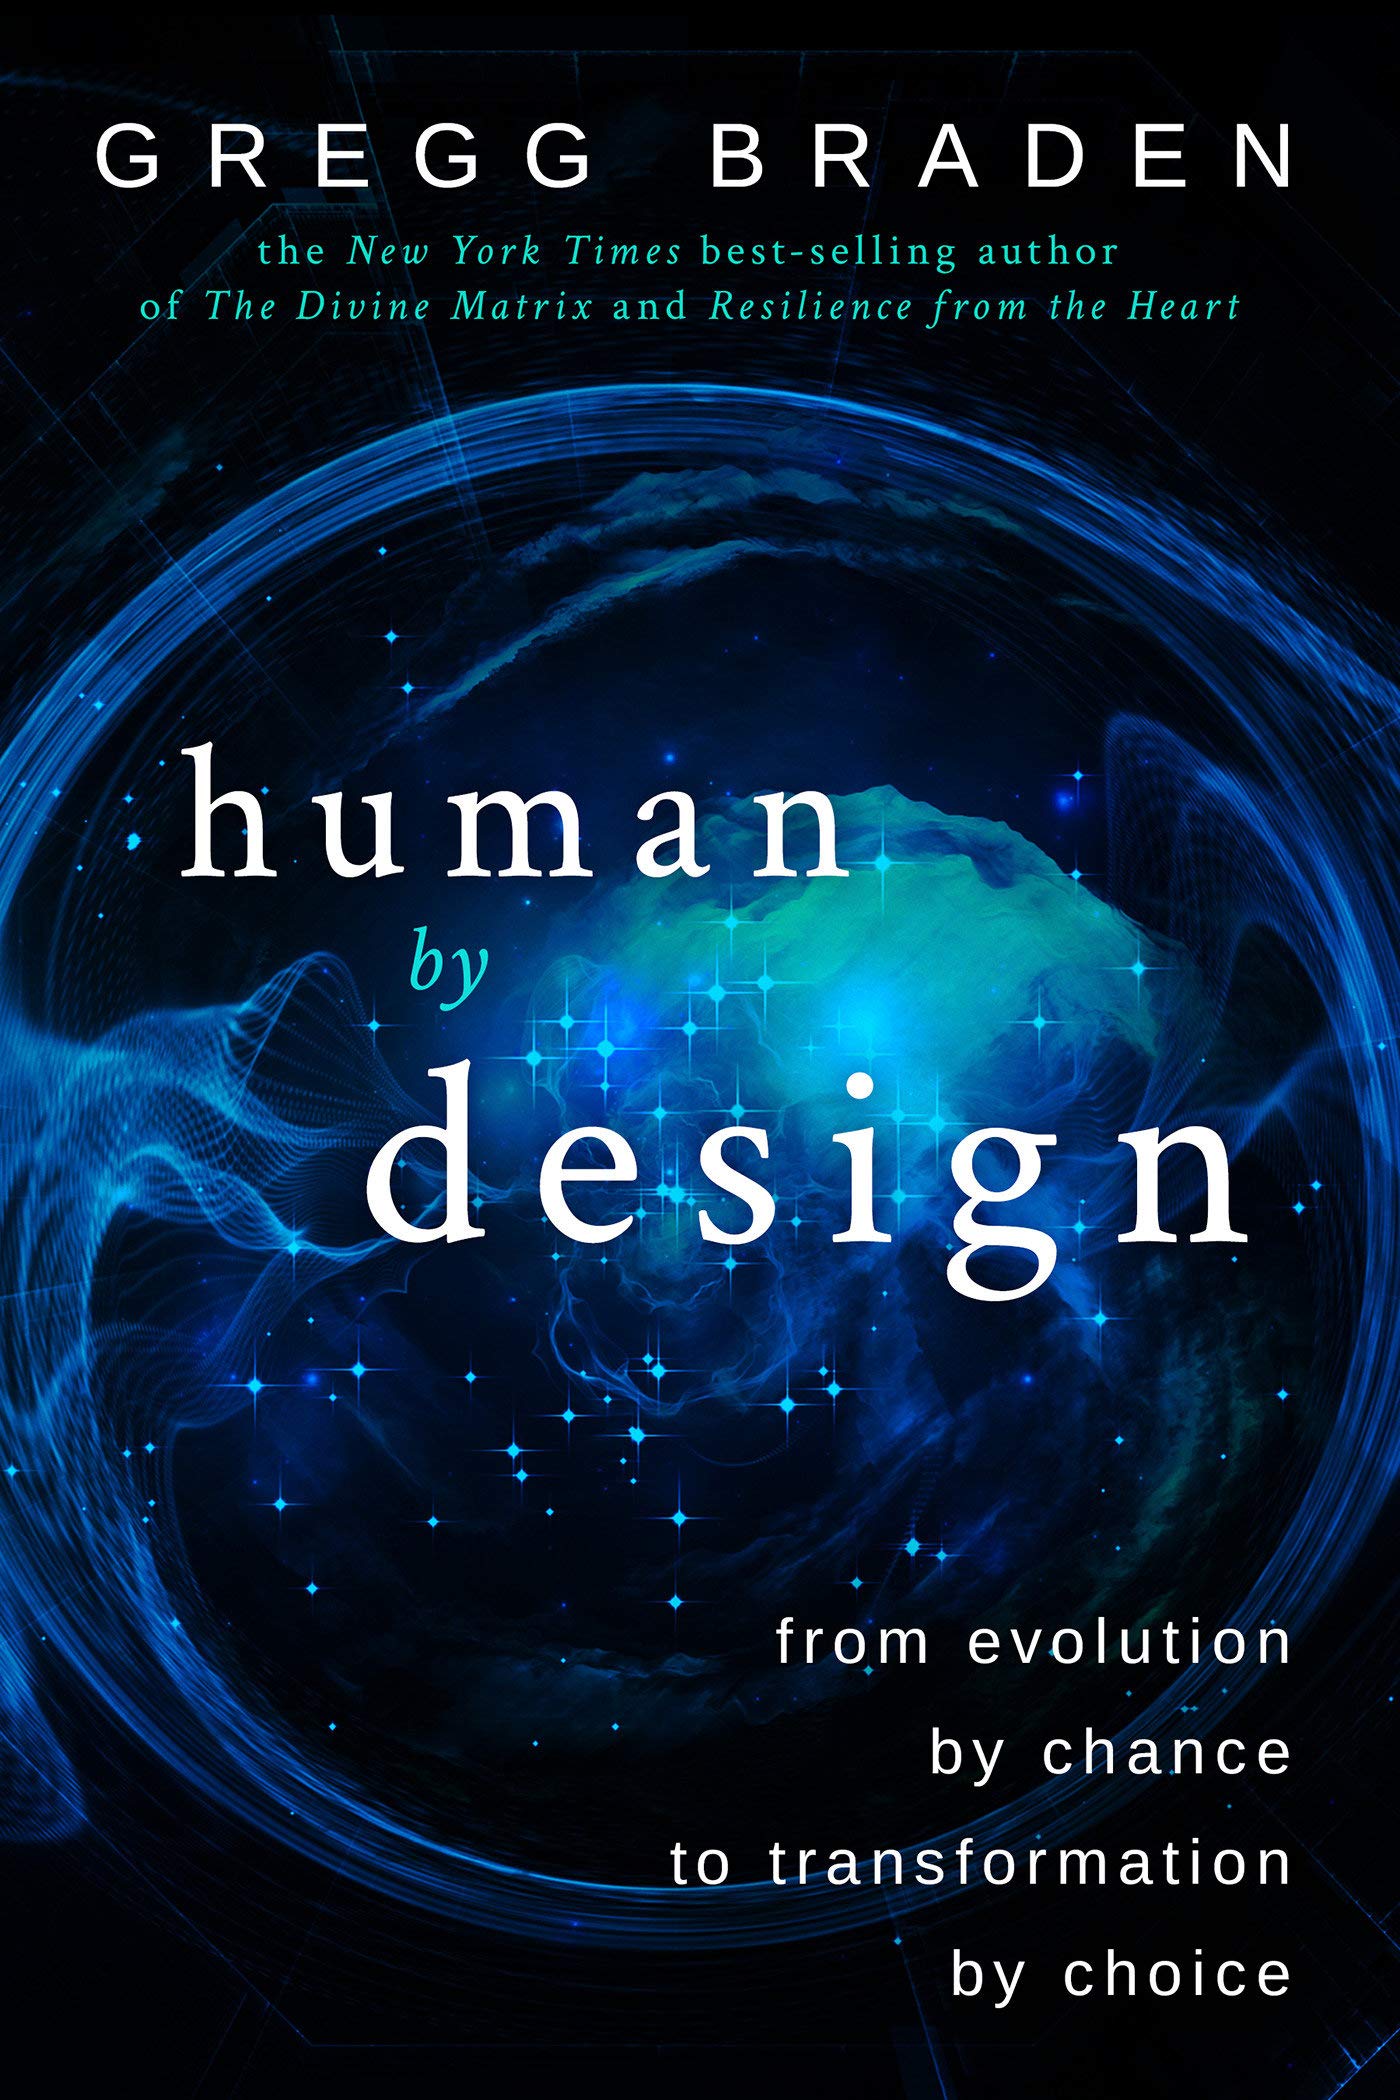 GREGG BRADEN
the New York Times best-selling author
of The Divine Matrix and Resilience from the Heart
human
by
design
from evolution
by chance
to transformation
by choice